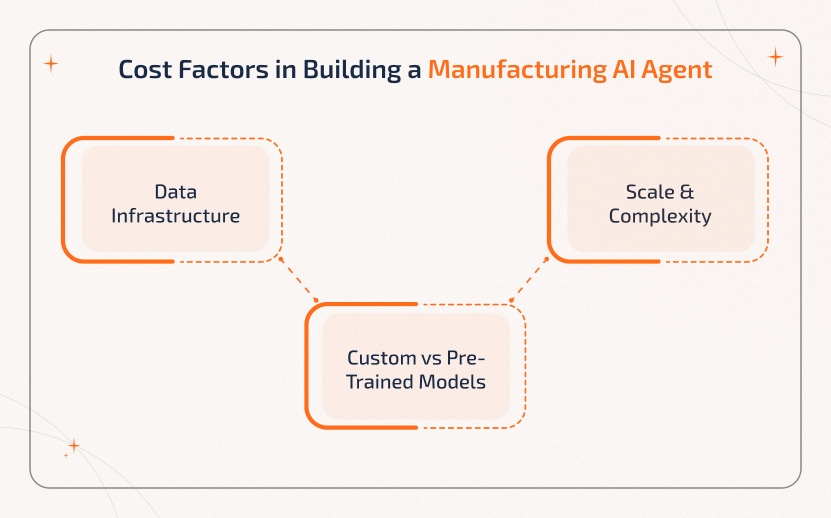 Cost Factors in Building a Manufacturing AI Agent
Data
Infrastructure
Scale &
Complexity
Custom vs Pre-
Trained Models